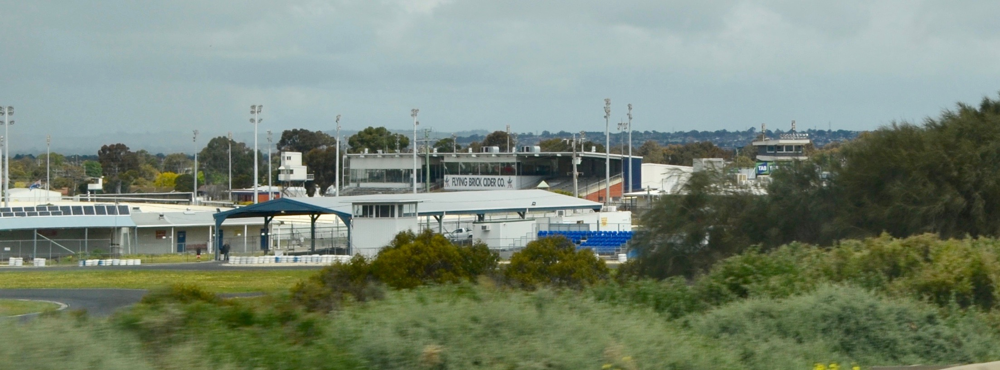 FLYING BRICK CIDER CO.
TAB